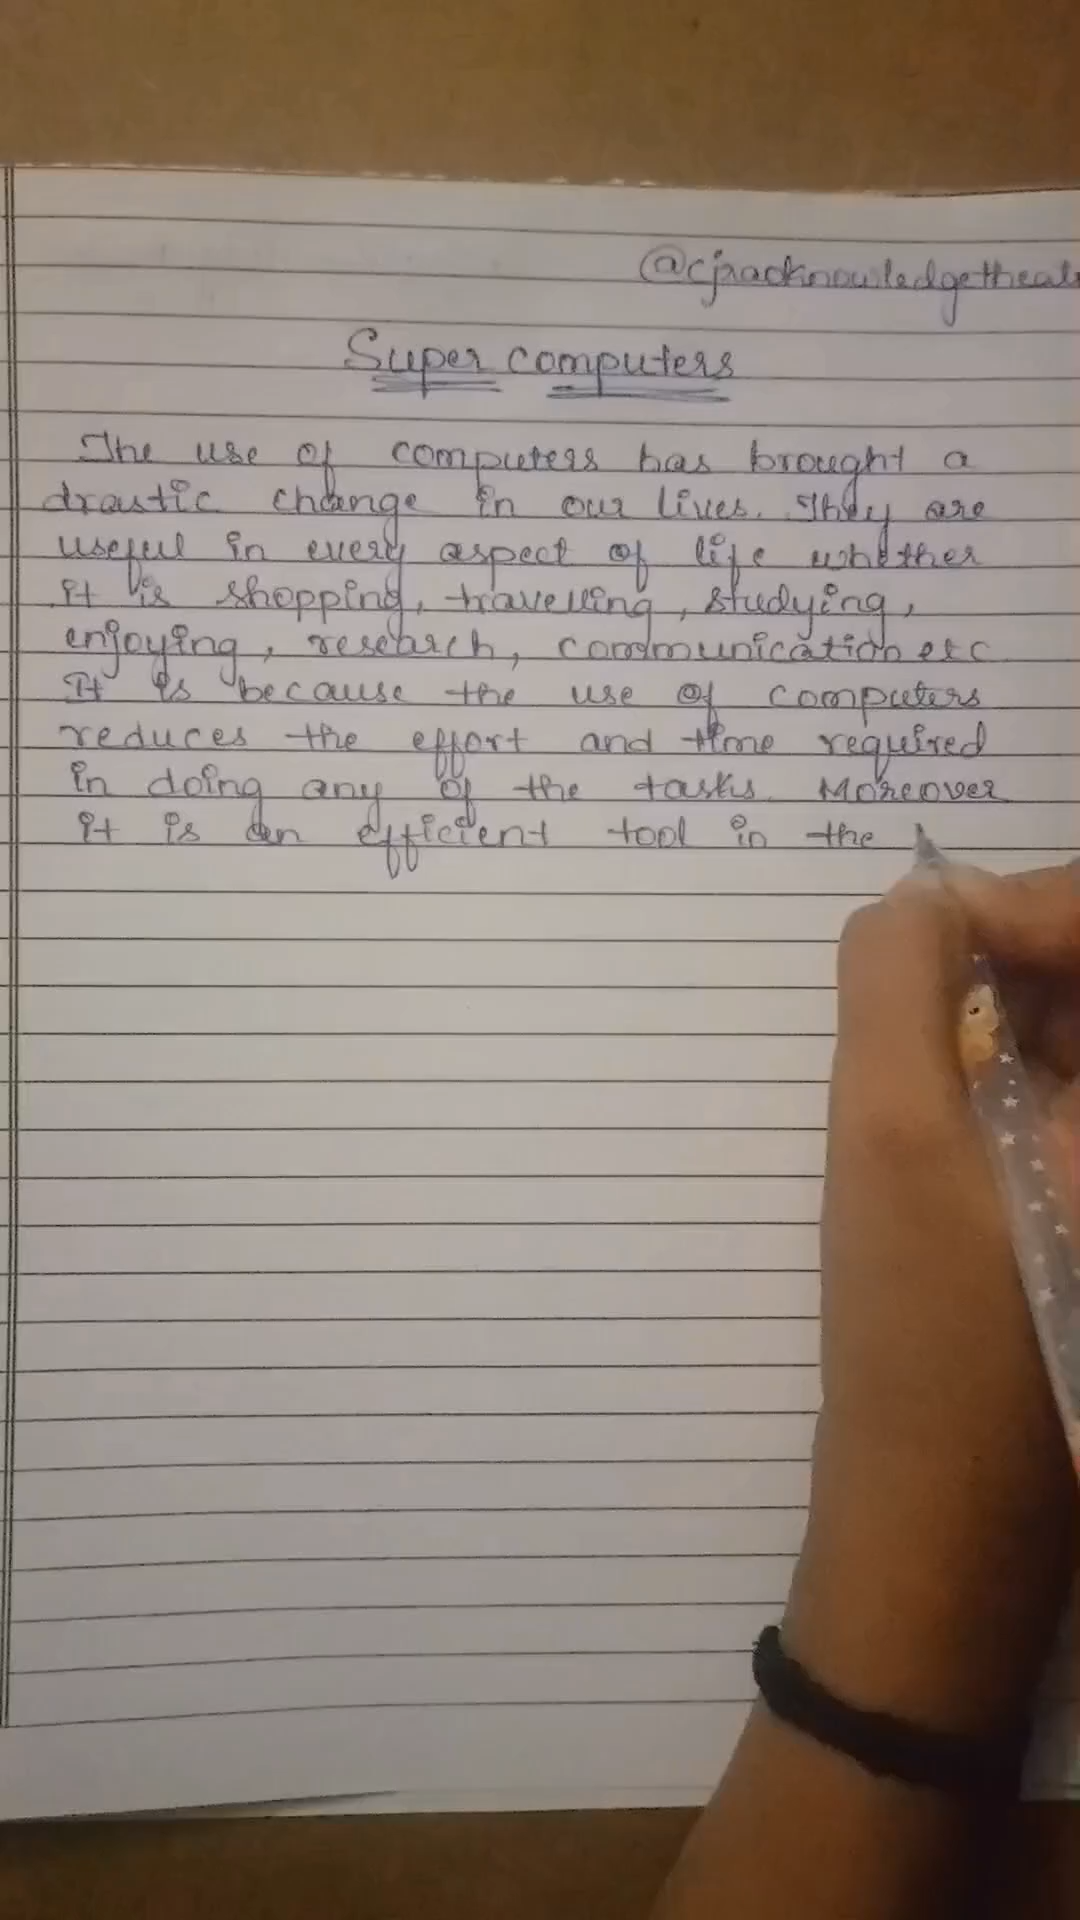 @cjracknowledgetheals
Super computers
The use of computers has brought a
drastic change in our lives. They are
useful in every aspect of life whether
it is shopping, travelling, studying,
enjoying, research, communication etc
It is because the use of computers
reduces the effort and time required
in doing any of the tasks. Moreover
it is an efficient tool in the